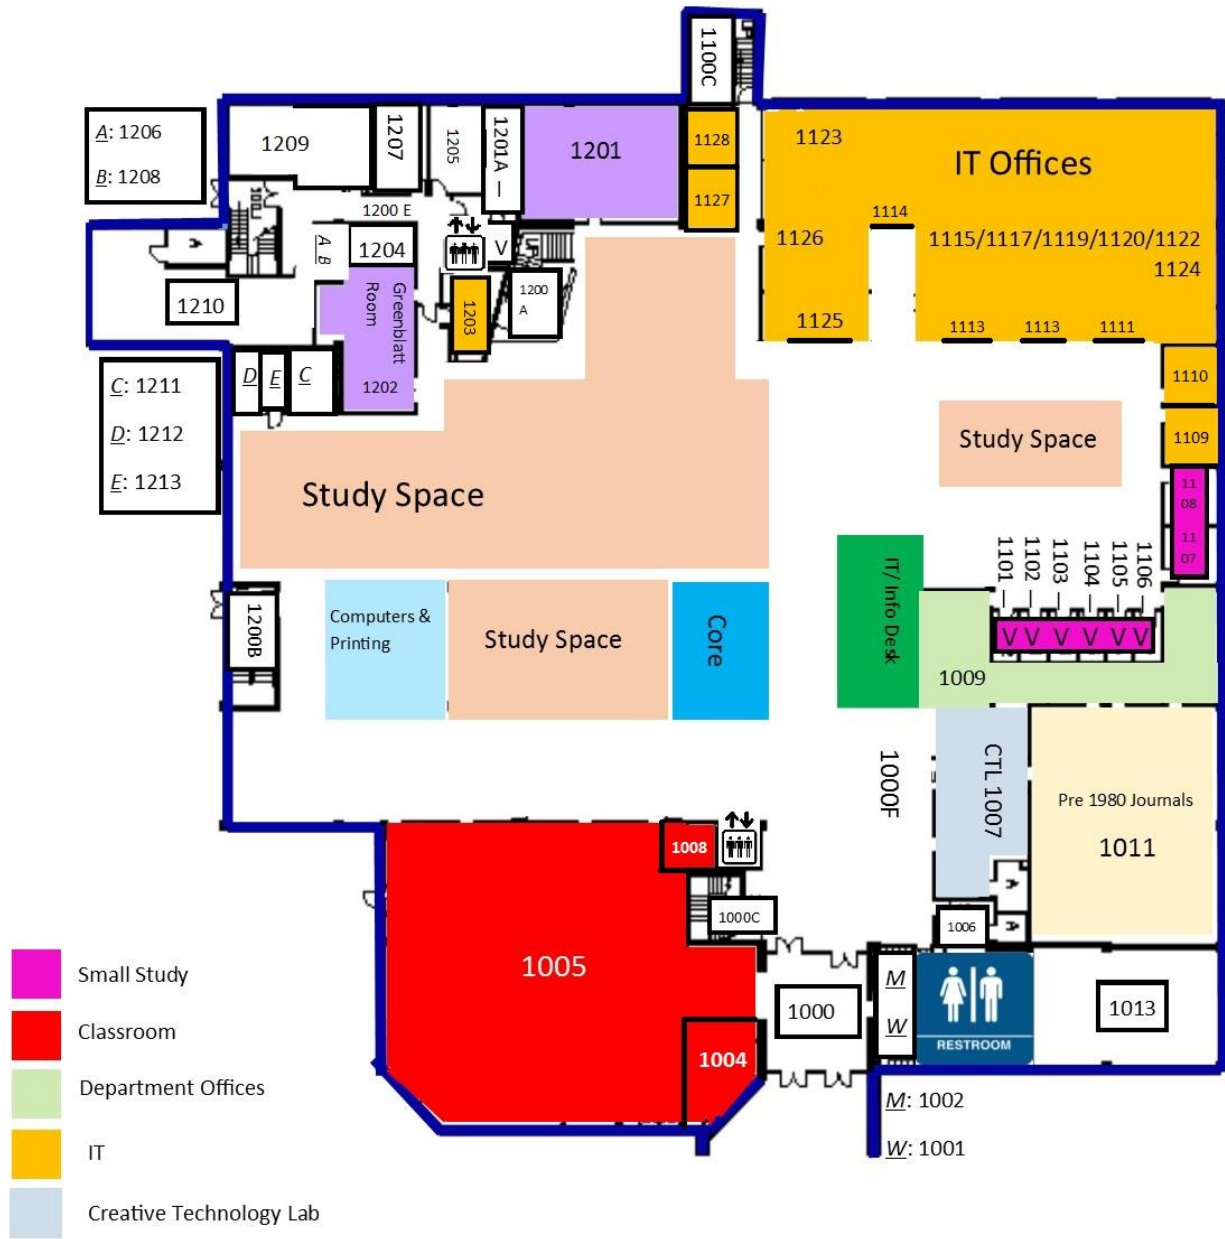 1100C
A: 1206
B: 1208
1209
1207
1205
1201A
1201
1128
1127
1123
IT Offices
1114
1126
1115/1117/1119/1120/1122
1124
1125
1113
1113
1111
1200 E
A
B
1204
V
A
1210
Greenblatt
Room
1202
1203
1200
A
UP
D
E
C
C: 1211
D: 1212
E: 1213
1110
1109
Study Space
Study Space
11
08
11
07
1101
1102
1103
1104
1105
1106
V V V V V V
IT/ Info Desk
1009
1200B
Computers &
Printing
Study Space
Core
1000F
CTL 1007
Pre 1980 Journals
1011
A
A
1006
1008
1000C
1005
1004
1000
M
W
RESTROOM
1013
M: 1002
W: 1001
Small Study
Classroom
Department Offices
IT
Creative Technology Lab